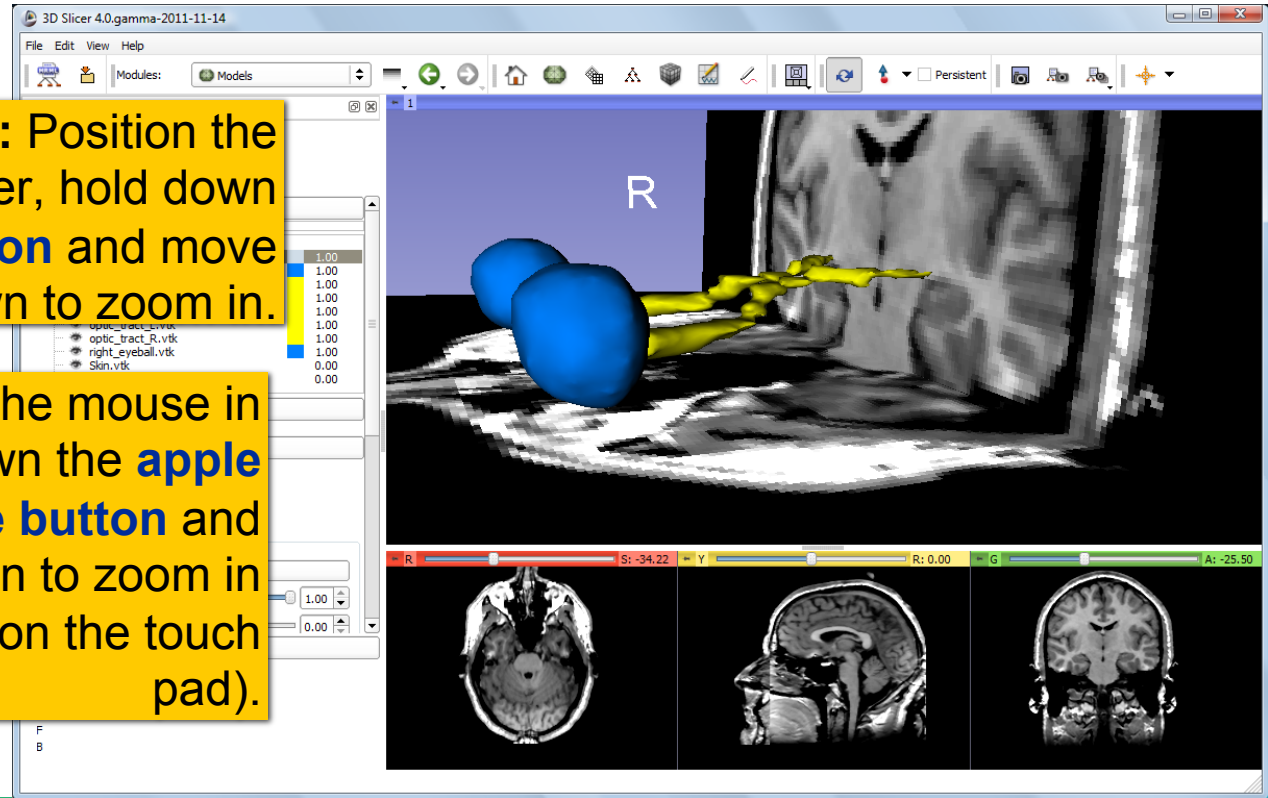 3D Slicer 4.0.gamma-2011-11-14
File Edit View Help
Modules: Models Persistent
1
: Position the
er, hold down
on and move
wn to zoom in.
R
1.00
1.00
1.00
1.00
1.00
optic_tract_L.vtk 1.00
optic_tract_R.vtk 1.00
right_eyeball.vtk 1.00
Skin.vtk 0.00
0.00
he mouse in
wn the apple
e button and
n to zoom in
on the touch
pad).
1.00
0.00
F
B
R S: -34.22 Y R: 0.00 G A: -25.50